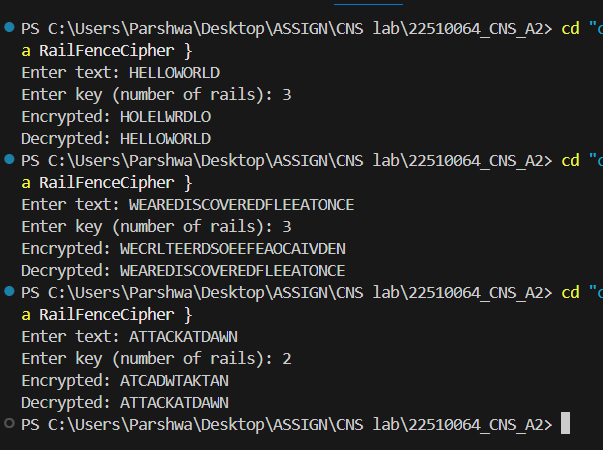 PS C:\Users\Parshwa\Desktop\ASSIGN\CNS lab\22510064_CNS_A2> cd "c
a RailFenceCipher }
Enter text: HELLOWORLD
Enter key (number of rails): 3
Encrypted: HOLELWRDLO
Decrypted: HELLOWORLD
PS C:\Users\Parshwa\Desktop\ASSIGN\CNS lab\22510064_CNS_A2> cd "c
a RailFenceCipher }
Enter text: WEAREDISCOVEREDFLEEATONCE
Enter key (number of rails): 3
Encrypted: WECRLTEERDSOEEFEAOCAIVDEN
Decrypted: WEAREDISCOVEREDFLEEATONCE
PS C:\Users\Parshwa\Desktop\ASSIGN\CNS lab\22510064_CNS_A2> cd "c
a RailFenceCipher }
Enter text: ATTACKATDAWN
Enter key (number of rails): 2
Encrypted: ATCADWTAKTAN
Decrypted: ATTACKATDAWN
PS C:\Users\Parshwa\Desktop\ASSIGN\CNS lab\22510064_CNS_A2>